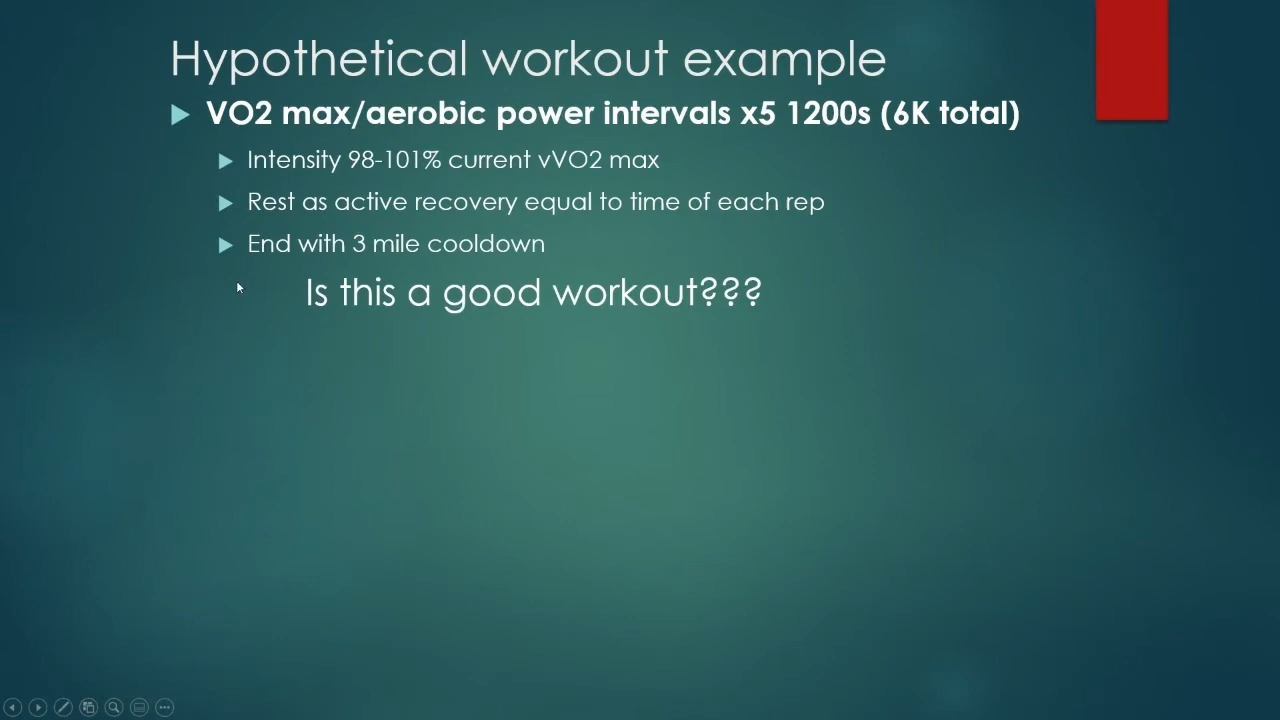 Hypothetical workout example
VO2 max/aerobic power intervals x5 1200s (6K total)
Intensity 98-101% current vVO2 max
Rest as active recovery equal to time of each rep
End with 3 mile cooldown
Is this a good workout???